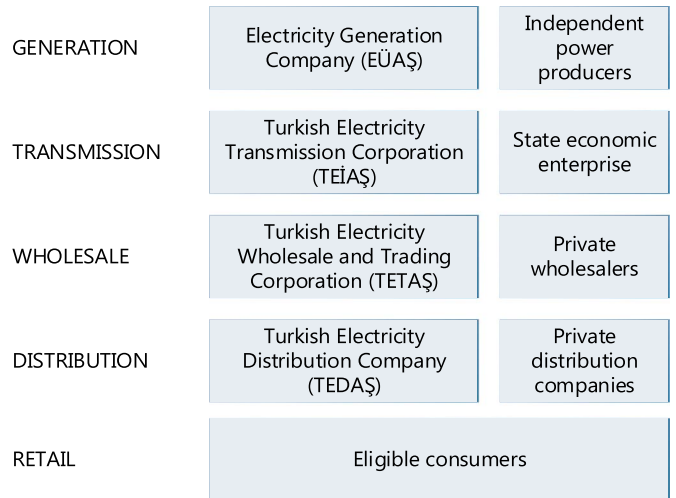 GENERATION
Electricity Generation
Company (EÜAŞ)
Independent
power
producers
TRANSMISSION
Turkish Electricity
Transmission Corporation
(TEİAŞ)
State economic
enterprise
WHOLESALE
Turkish Electricity
Wholesale and Trading
Corporation (TETAŞ)
Private
wholesalers
DISTRIBUTION
Turkish Electricity
Distribution Company
(TEDAŞ)
Private
distribution
companies
RETAIL
Eligible consumers